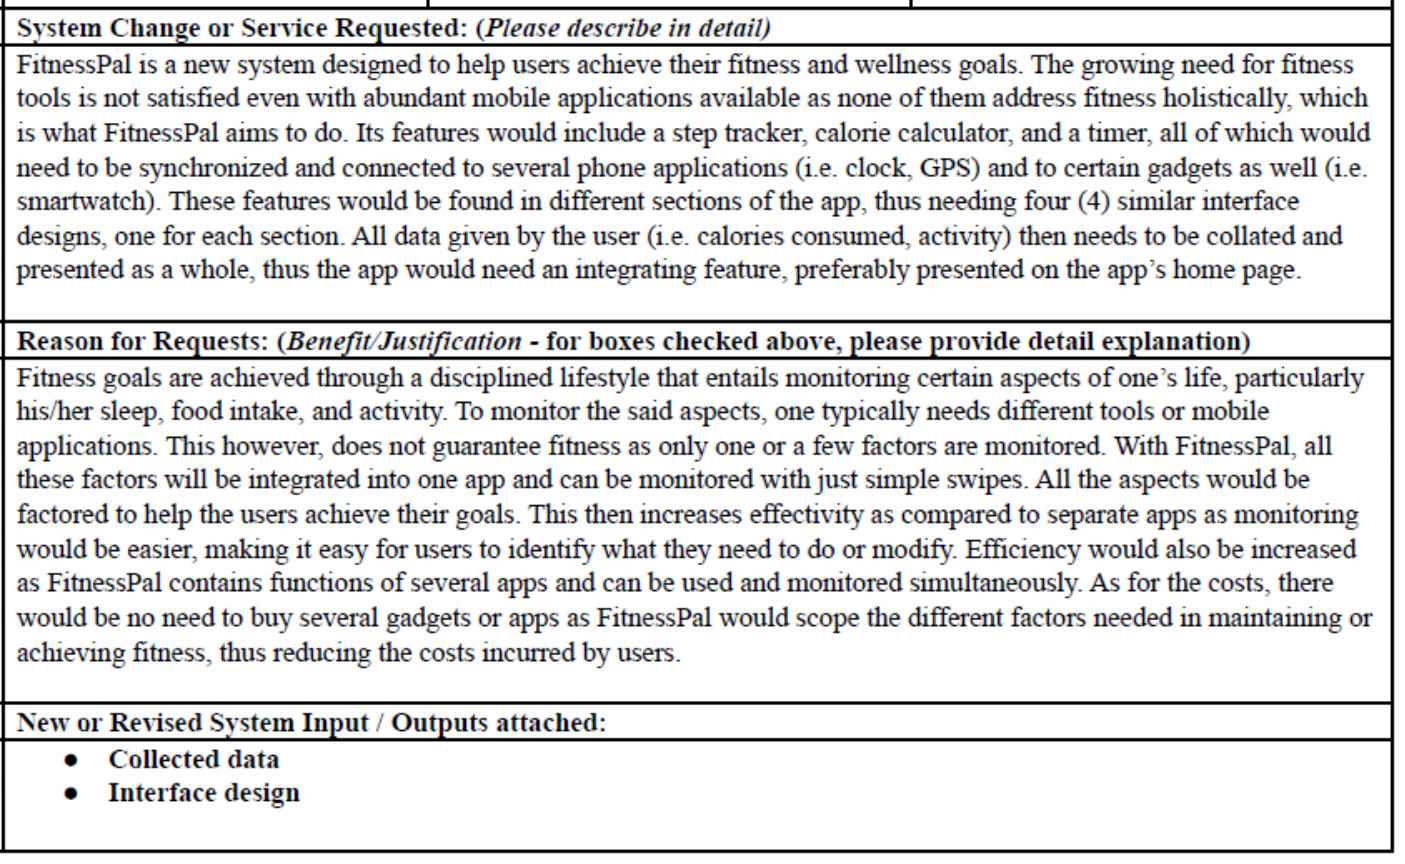 System Change or Service Requested: (Please describe in detail)
FitnessPal is a new system designed to help users achieve their fitness and wellness goals. The growing need for fitness
tools is not satisfied even with abundant mobile applications available as none of them address fitness holistically, which
is what FitnessPal aims to do. Its features would include a step tracker, calorie calculator, and a timer, all of which would
need to be synchronized and connected to several phone applications (i.e. clock, GPS) and to certain gadgets as well (i.e.
smartwatch). These features would be found in different sections of the app, thus needing four (4) similar interface
designs, one for each section. All data given by the user (i.e. calories consumed, activity) then needs to be collated and
presented as a whole, thus the app would need an integrating feature, preferably presented on the app’s home page.
Reason for Requests: (Benefit/Justification - for boxes checked above, please provide detail explanation)
Fitness goals are achieved through a disciplined lifestyle that entails monitoring certain aspects of one’s life, particularly
his/her sleep, food intake, and activity. To monitor the said aspects, one typically needs different tools or mobile
applications. This however, does not guarantee fitness as only one or a few factors are monitored. With FitnessPal, all
these factors will be integrated into one app and can be monitored with just simple swipes. All the aspects would be
factored to help the users achieve their goals. This then increases effectivity as compared to separate apps as monitoring
would be easier, making it easy for users to identify what they need to do or modify. Efficiency would also be increased
as FitnessPal contains functions of several apps and can be used and monitored simultaneously. As for the costs, there
would be no need to buy several gadgets or apps as FitnessPal would scope the different factors needed in maintaining or
achieving fitness, thus reducing the costs incurred by users.
New or Revised System Input / Outputs attached:
● Collected data
● Interface design